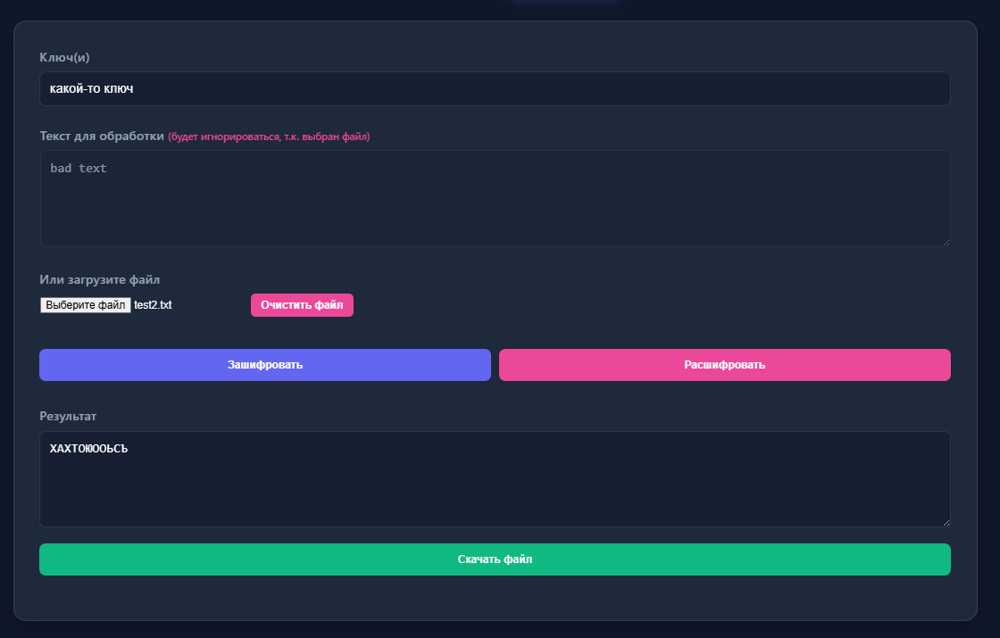 Ключ(и)
какой-то ключ
Текст для обработки (будет игнорироваться, т.к. выбран файл)
bad text
Или загрузите файл
Выберите файл test2.txt Очистить файл
Зашифровать Расшифровать
Результат
ХАХТОЮООЬСЪ
Скачать файл